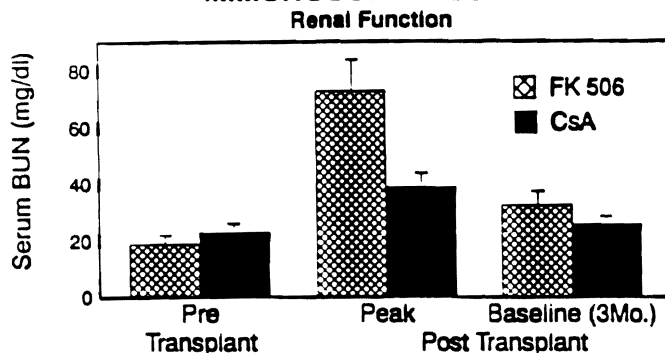 Renal Function
Serum BUN (mg/dl)
80
60
40
20
0
FK 506
CsA
Pre
Transplant
Peak
Baseline (3Mo.)
Post Transplant